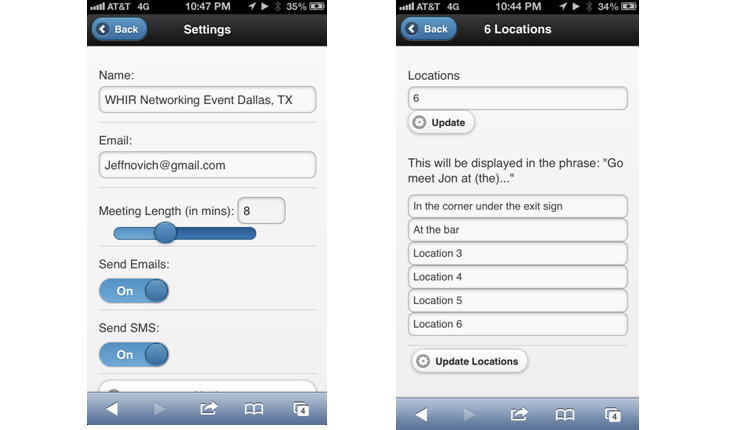 AT&T 4G 10:47 PM 35%
Back Settings
Name:
WHIR Networking Event Dallas, TX
Email:
Jeffnovich@gmail.com
Meeting Length (in mins): 8
Send Emails:
On
Send SMS:
On
4
AT&T 4G 10:44 PM 34%
Back 6 Locations
Locations
6
Update
This will be displayed in the phrase: "Go
meet Jon at (the)..."
In the corner under the exit sign
At the bar
Location 3
Location 4
Location 5
Location 6
Update Locations
4